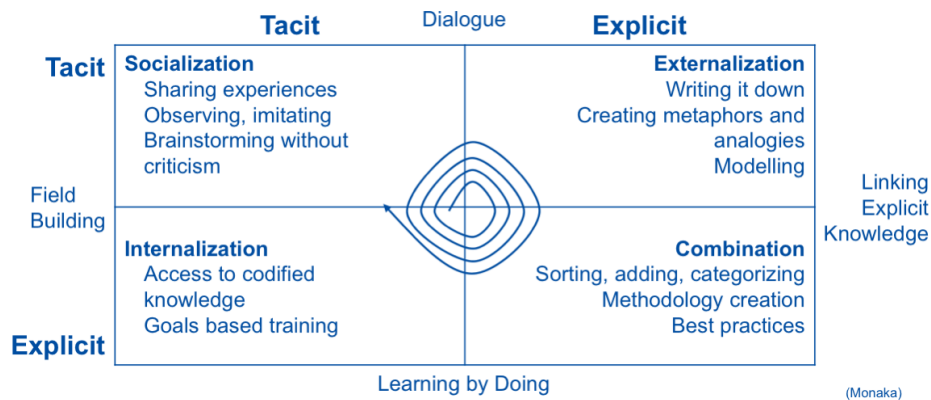 Tacit
Dialogue
Explicit
Tacit
Socialization
Sharing experiences
Observing, imitating
Brainstorming without
criticism
Externalization
Writing it down
Creating metaphors and
analogies
Modelling
Field
Building
Linking
Explicit
Knowledge
Internalization
Access to codified
knowledge
Goals based training
Combination
Sorting, adding, categorizing
Methodology creation
Best practices
Explicit
Learning by Doing
(Monaka)